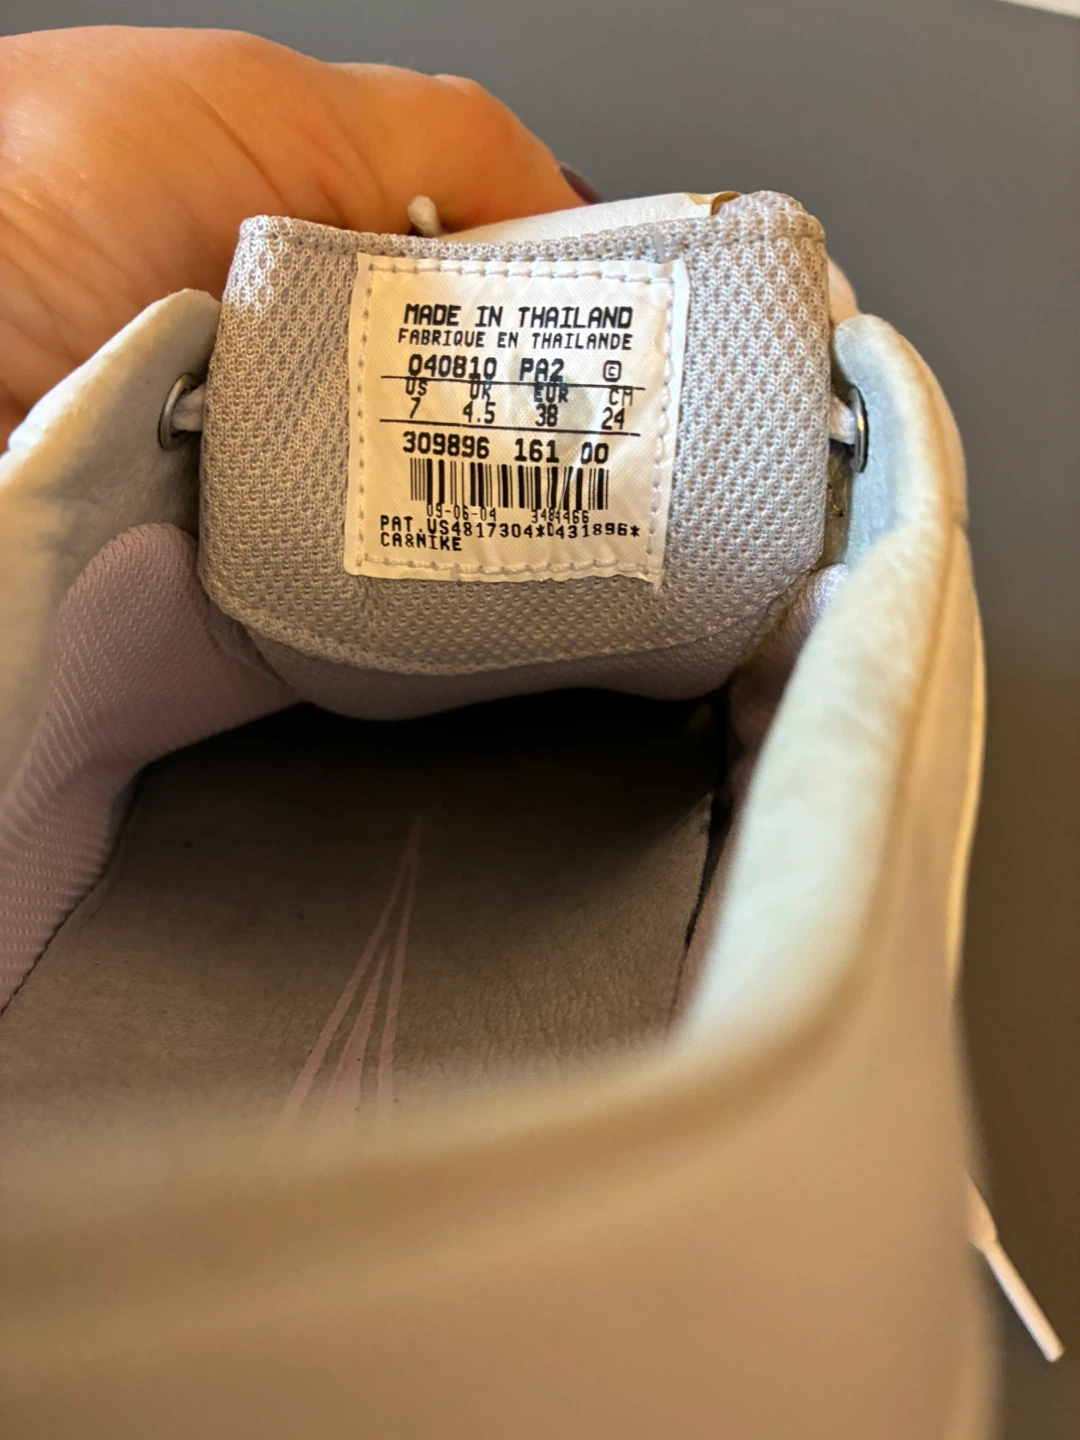 MADE IN THAILAND
FABRIQUE EN THAILANDE
040810 PA2 ©
US UK EUR CM
7 4.5 38 24
309896 161 00
09-06-04 3484466
PAT.US4817304*D431896*
CA&NIKE